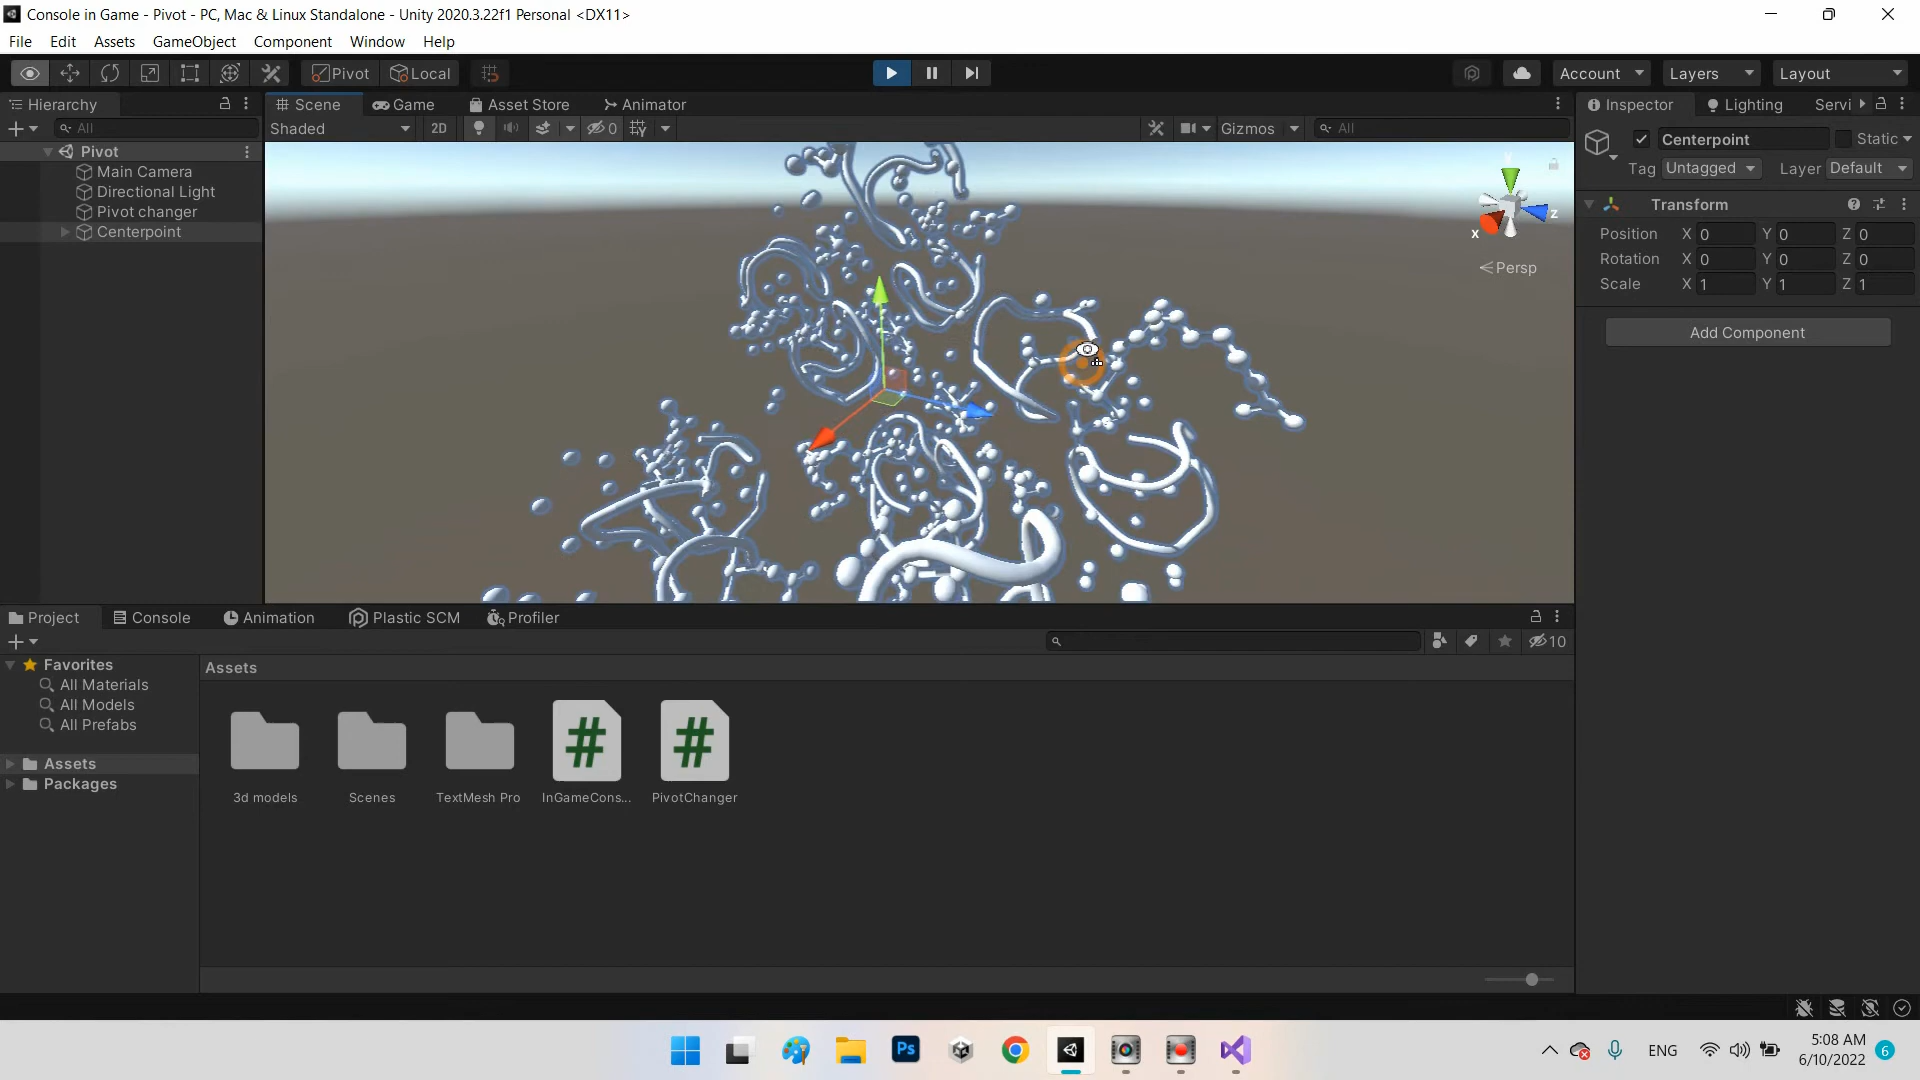 Console in Game - Pivot - PC, Mac & Linux Standalone - Unity 2020.3.22f1 Personal <DX11>
File Edit Assets GameObject Component Window Help
Pivot Local Account Layers Layout
Hierarchy Scene Game Asset Store Animator Inspector Lighting Servi
All Shaded 2D 0 Gizmos All
Centerpoint Static
Tag Untagged Layer Default
Pivot
Main Camera
Directional Light
Pivot changer
Centerpoint
y
x
z
Persp
Transform
Position X 0 Y 0 Z 0
Rotation X 0 Y 0 Z 0
Scale X 1 Y 1 Z 1
Add Component
Project Console Animation Plastic SCM Profiler
10
Favorites
All Materials
All Models
All Prefabs
Assets
Packages
Assets
3d models Scenes TextMesh Pro InGameCons... PivotChanger
# #
Ps
ENG
5:08 AM
6/10/2022
6